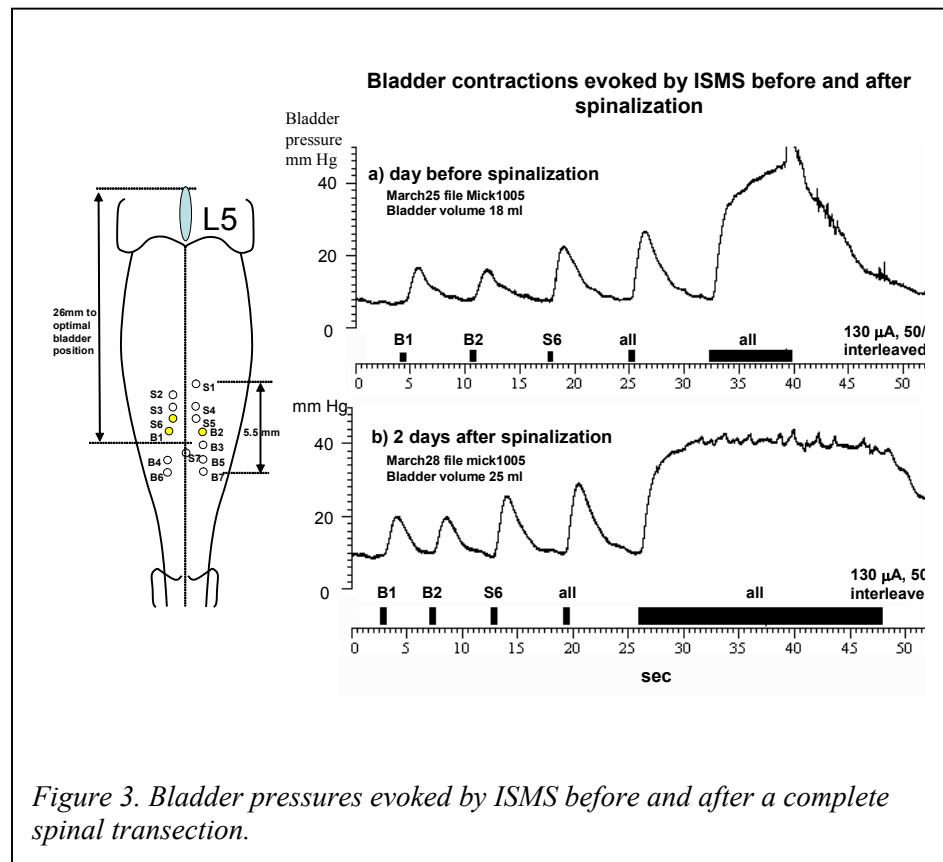 Bladder contractions evoked by ISMS before and after
spinalization
Bladder
pressure
mm Hg
a) day before spinalization
March25 file Mick1005
Bladder volume 18 ml
40
20
0
B1 B2 S6 all all
130 µA, 50/
interleaved
0 5 10 15 20 25 30 35 40 45 50
mm Hg
b) 2 days after spinalization
March28 file mick1005
Bladder volume 25 ml
40
20
0
B1 B2 S6 all all
130 µA, 50
interleave
0 5 10 15 20 25 30 35 40 45 50
sec
L5
26mm to
optimal
bladder
position
S1
S2
S3 S4
S6 S5
B1 B2
B3
S7
B4 B5
B6 B7
5.5 mm
Figure 3. Bladder pressures evoked by ISMS before and after a complete
spinal transection.